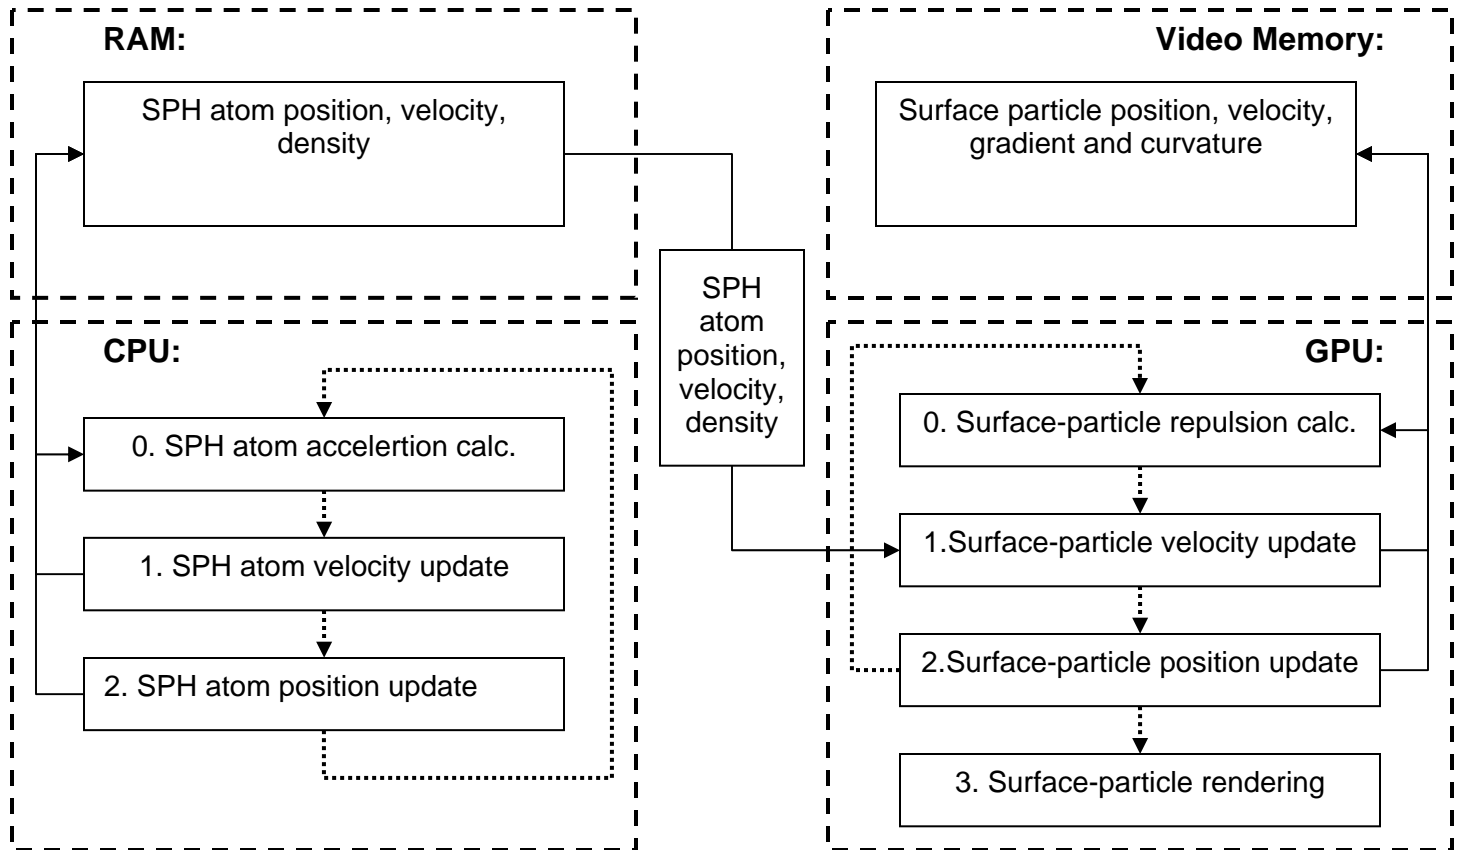 RAM:
SPH atom position, velocity,
density
Video Memory:
Surface particle position, velocity,
gradient and curvature
SPH
atom
position,
velocity,
density
CPU:
0. SPH atom accelertion calc.
1. SPH atom velocity update
2. SPH atom position update
GPU:
0. Surface-particle repulsion calc.
1.Surface-particle velocity update
2.Surface-particle position update
3. Surface-particle rendering